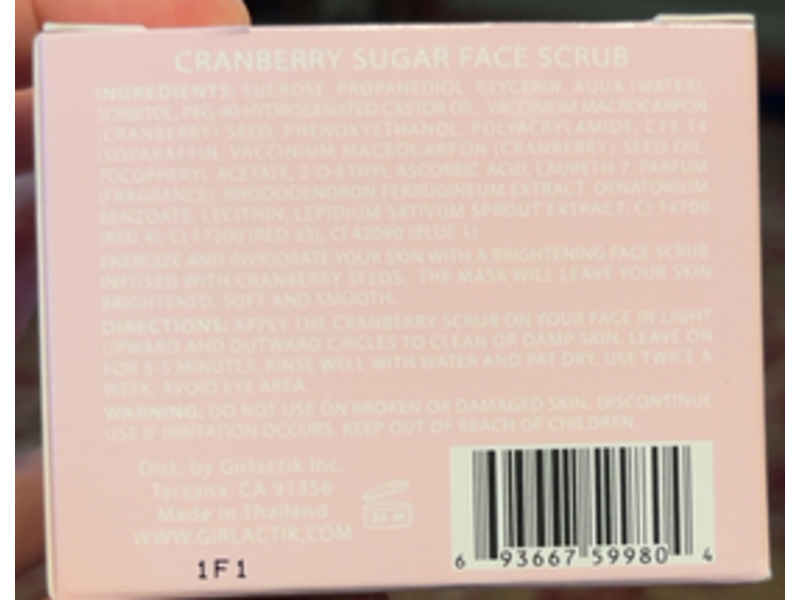 CRANBERRY SUGAR FACE SCRUB
INGREDIENTS: SUCROSE, PROPANEDIOL, GLYCERIN, AQUA (WATER),
SORBITOL, PEG-40 HYDROGENATED CASTOR OIL, VACCINIUM MACROCARPON
(CRANBERRY) SEED, PHENOXYETHANOL, POLYACRYLAMIDE, C13-14
ISOPARAFFIN, VACCINIUM MACROCARPON (CRANBERRY) SEED OIL,
TOCOPHERYL ACETATE, 3-O-ETHYL ASCORBIC ACID, LAURETH-7, PARFUM
(FRAGRANCE), RHODODENDRON FERRUGINEUM EXTRACT, DENATONIUM
BENZOATE, LECITHIN, LEPIDIUM SATIVUM SPROUT EXTRACT, CI 14700
(RED 4), CI 17200 (RED 33), CI 42090 (BLUE 1)
ENERGIZE AND INVIGORATE YOUR SKIN WITH A BRIGHTENING FACE SCRUB
INFUSED WITH CRANBERRY SEEDS. THE MASK WILL LEAVE YOUR SKIN
BRIGHTENED, SOFT AND SMOOTH.
DIRECTIONS: APPLY THE CRANBERRY SCRUB ON YOUR FACE IN LIGHT
UPWARD AND OUTWARD CIRCLES TO CLEAN OR DAMP SKIN. LEAVE ON
FOR 3-5 MINUTES. RINSE WELL WITH WATER AND PAT DRY. USE TWICE A
WEEK. AVOID EYE AREA
WARNING: DO NOT USE ON BROKEN OR DAMAGED SKIN. DISCONTINUE
USE IF IRRITATION OCCURS. KEEP OUT OF REACH OF CHILDREN.
Dist. by Girlactik Inc.
Tarzana, CA 91356
Made in Thailand
WWW.GIRLACTIK.COM
24 M
1F1
6 93667 59980 4